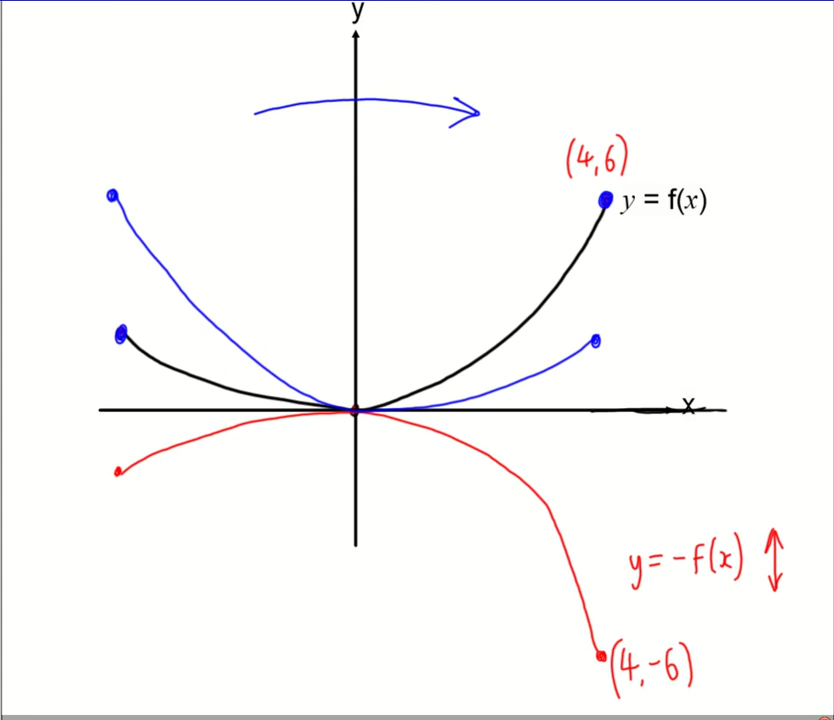 y
(4,6)
y = f(x)
x
y = -f(x)
(4,-6)